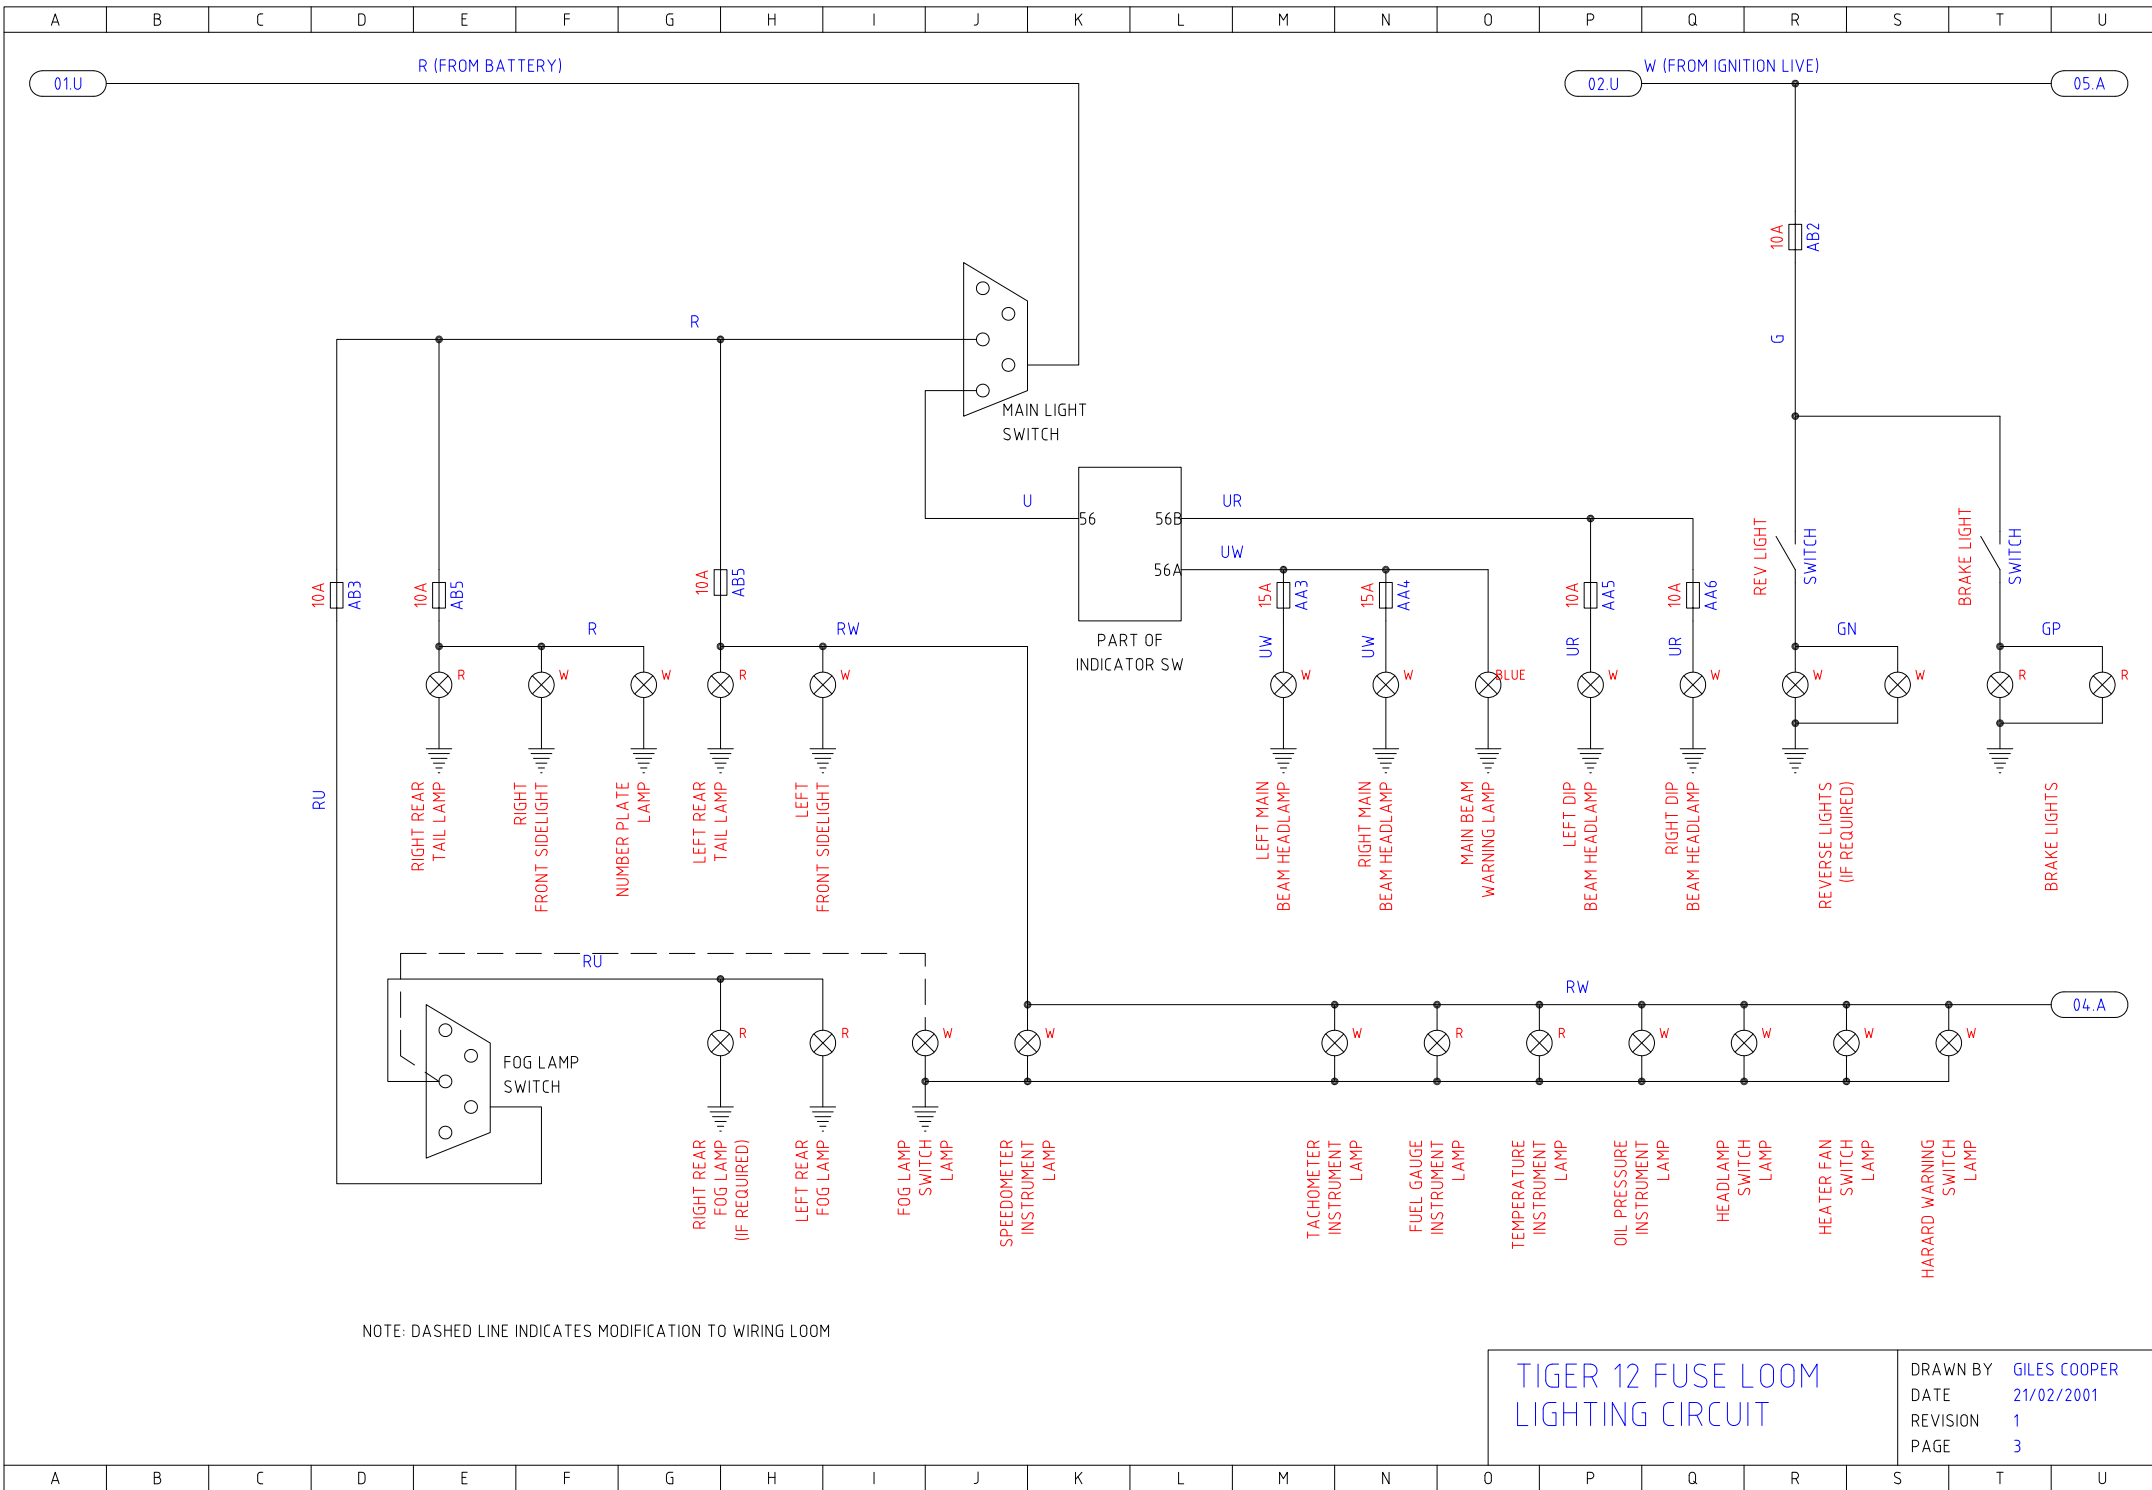 A B C D E F G H I J K L M N O P Q R S T U
R (FROM BATTERY)
W (FROM IGNITION LIVE)
01.U
02.U
05.A
10A
AB2
R
G
MAIN LIGHT
SWITCH
U
56
56B
56A
UR
UW
PART OF
INDICATOR SW
REV LIGHT
SWITCH
BRAKE LIGHT
SWITCH
10A
AB3
10A
AB5
10A
AB5
15A
AA3
15A
AA4
10A
AA5
10A
AA6
R
RW
UW
UW
UR
UR
GN
GP
R
W
W
R
W
W
W
BLUE
W
W
W
W
R
R
RU
RIGHT REAR
TAIL LAMP
RIGHT
FRONT SIDELIGHT
NUMBER PLATE
LAMP
LEFT REAR
TAIL LAMP
LEFT
FRONT SIDELIGHT
LEFT MAIN
BEAM HEADLAMP
RIGHT MAIN
BEAM HEADLAMP
MAIN BEAM
WARNING LAMP
LEFT DIP
BEAM HEADLAMP
RIGHT DIP
BEAM HEADLAMP
REVERSE LIGHTS
(IF REQUIRED)
BRAKE LIGHTS
RU
RW
04.A
FOG LAMP
SWITCH
R
R
W
W
W
R
R
W
W
W
W
RIGHT REAR
FOG LAMP
(IF REQUIRED)
LEFT REAR
FOG LAMP
FOG LAMP
SWITCH
LAMP
SPEEDOMETER
INSTRUMENT
LAMP
TACHOMETER
INSTRUMENT
LAMP
FUEL GAUGE
INSTRUMENT
LAMP
TEMPERATURE
INSTRUMENT
LAMP
OIL PRESSURE
INSTRUMENT
LAMP
HEADLAMP
SWITCH
LAMP
HEATER FAN
SWITCH
LAMP
HARARD WARNING
SWITCH
LAMP
NOTE: DASHED LINE INDICATES MODIFICATION TO WIRING LOOM
TIGER 12 FUSE LOOM
LIGHTING CIRCUIT
DRAWN BY GILES COOPER
DATE 21/02/2001
REVISION 1
PAGE 3
A B C D E F G H I J K L M N O P Q R S T U